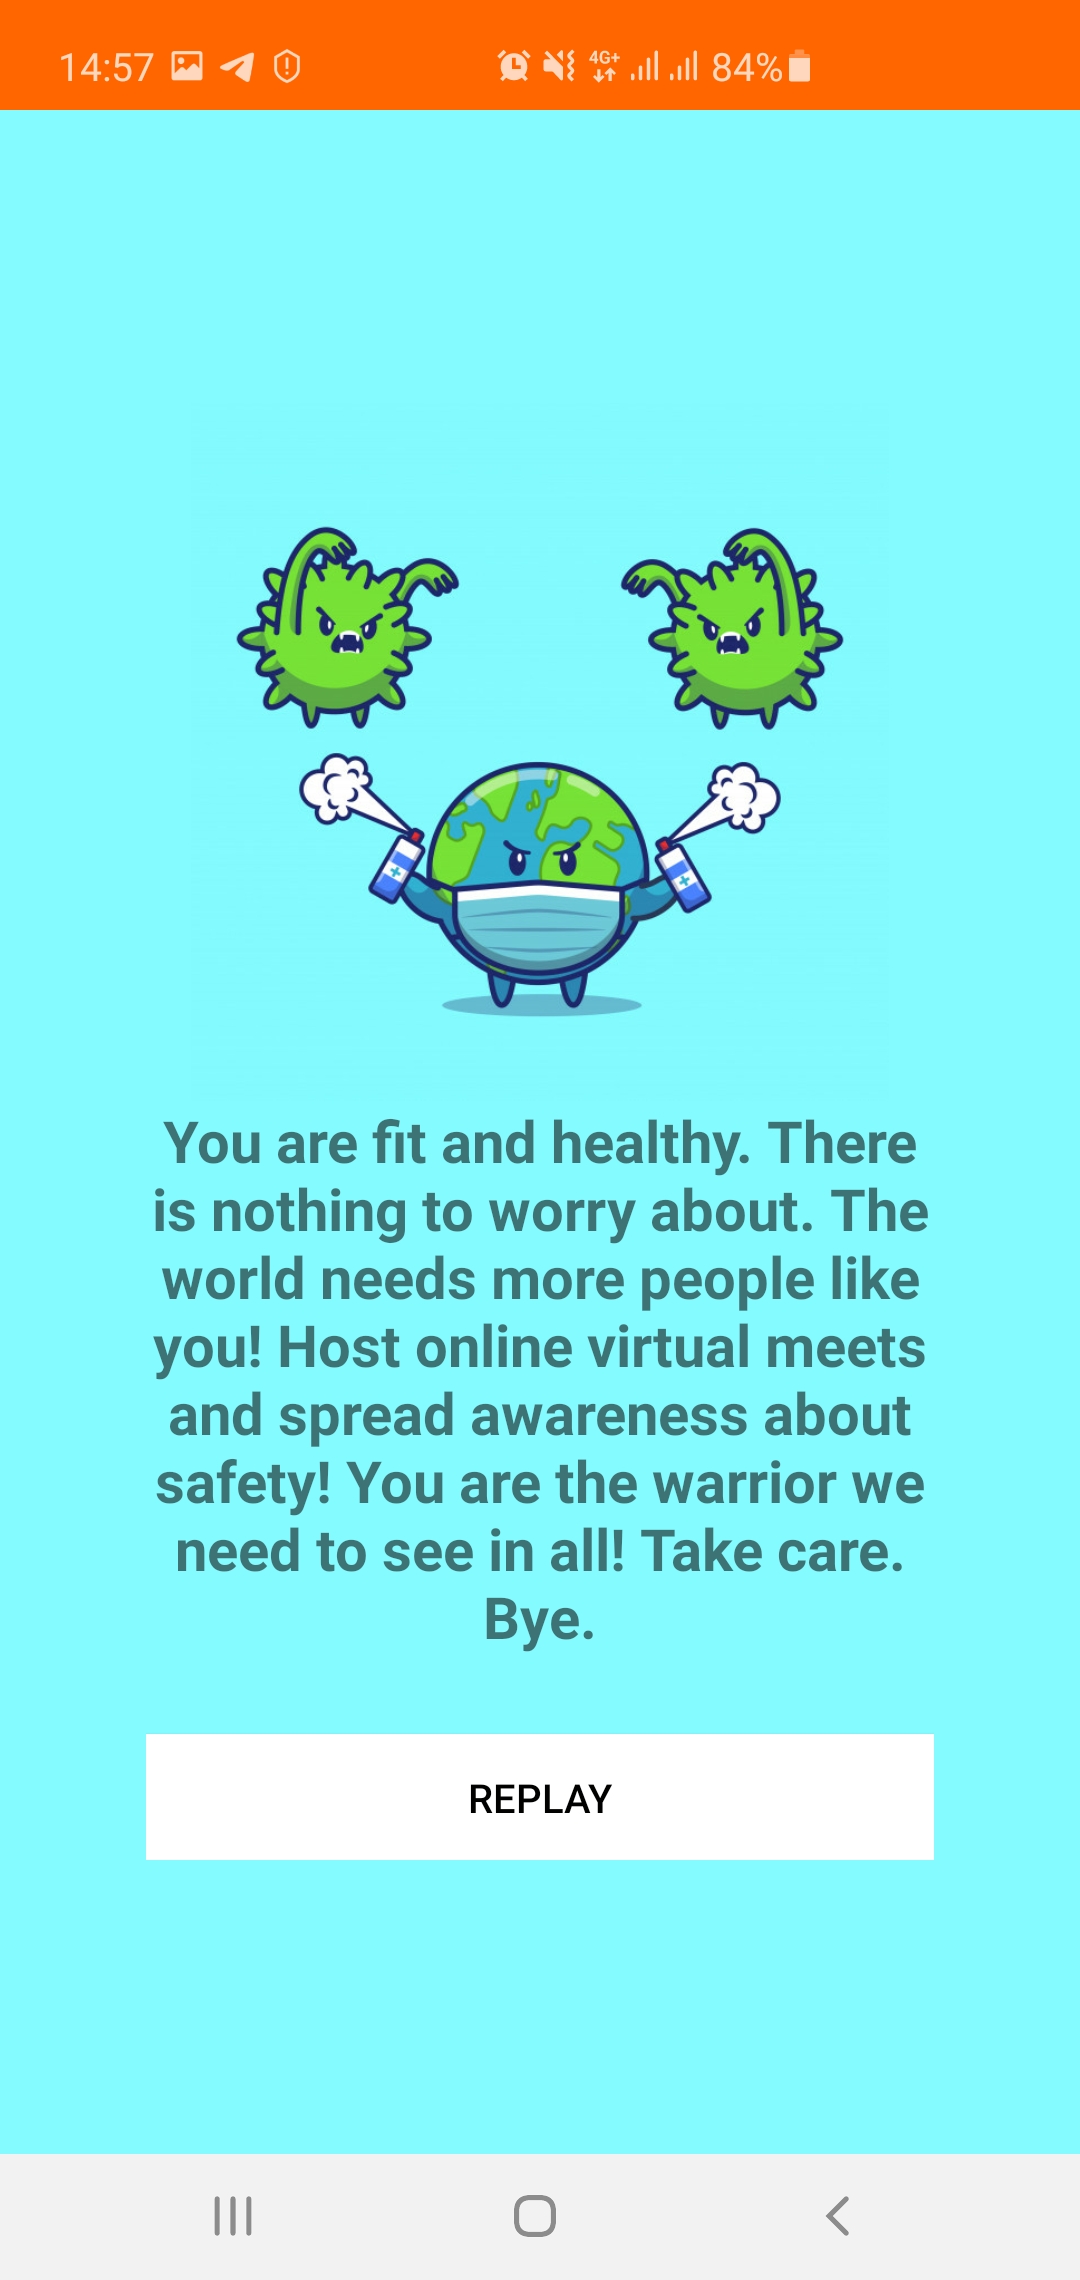 14:57 4G+ 84%
You are fit and healthy. There
is nothing to worry about. The
world needs more people like
you! Host online virtual meets
and spread awareness about
safety! You are the warrior we
need to see in all! Take care.
Bye.
REPLAY